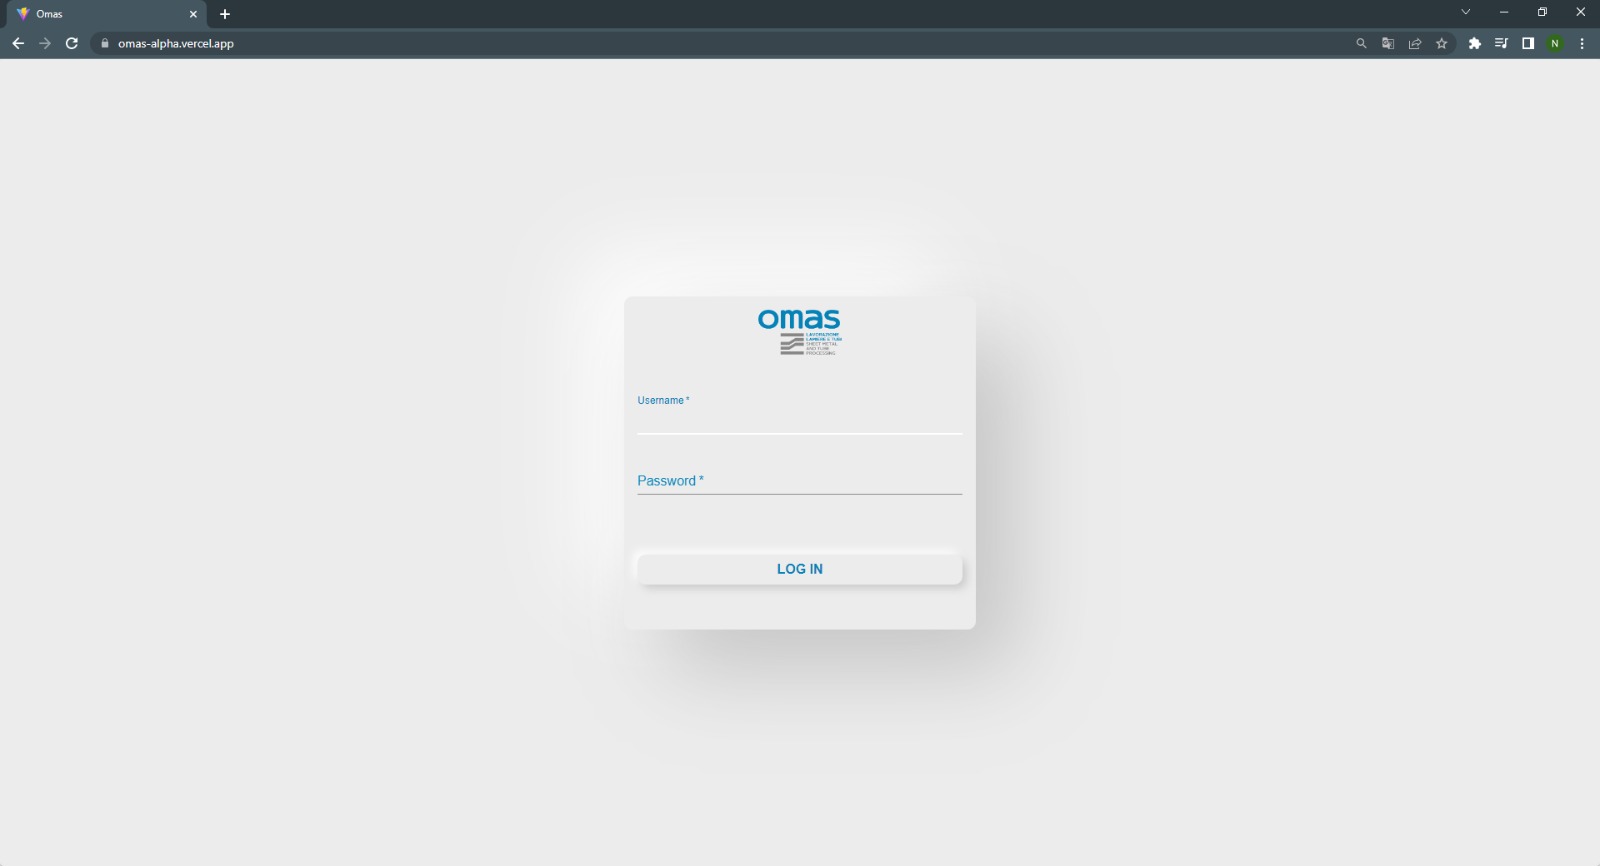 Omas
omas-alpha.vercel.app
N
omas
LAVORAZIONE
LAMIERE & TUBI
SHEET METAL
AND TUBE
PROCESSING
Username *
Password *
LOG IN